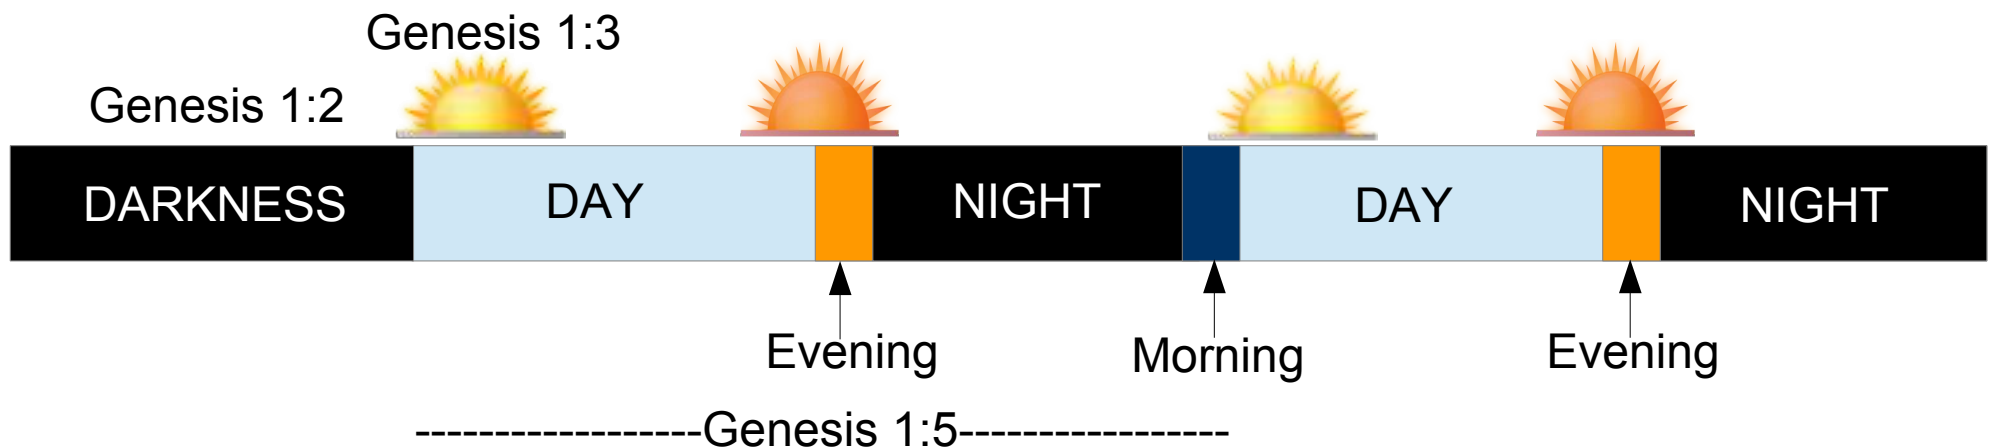 Genesis 1:3
Genesis 1:2
DARKNESS
DAY
NIGHT
DAY
NIGHT
Evening
Morning
Evening
-----------------Genesis 1:5----------------